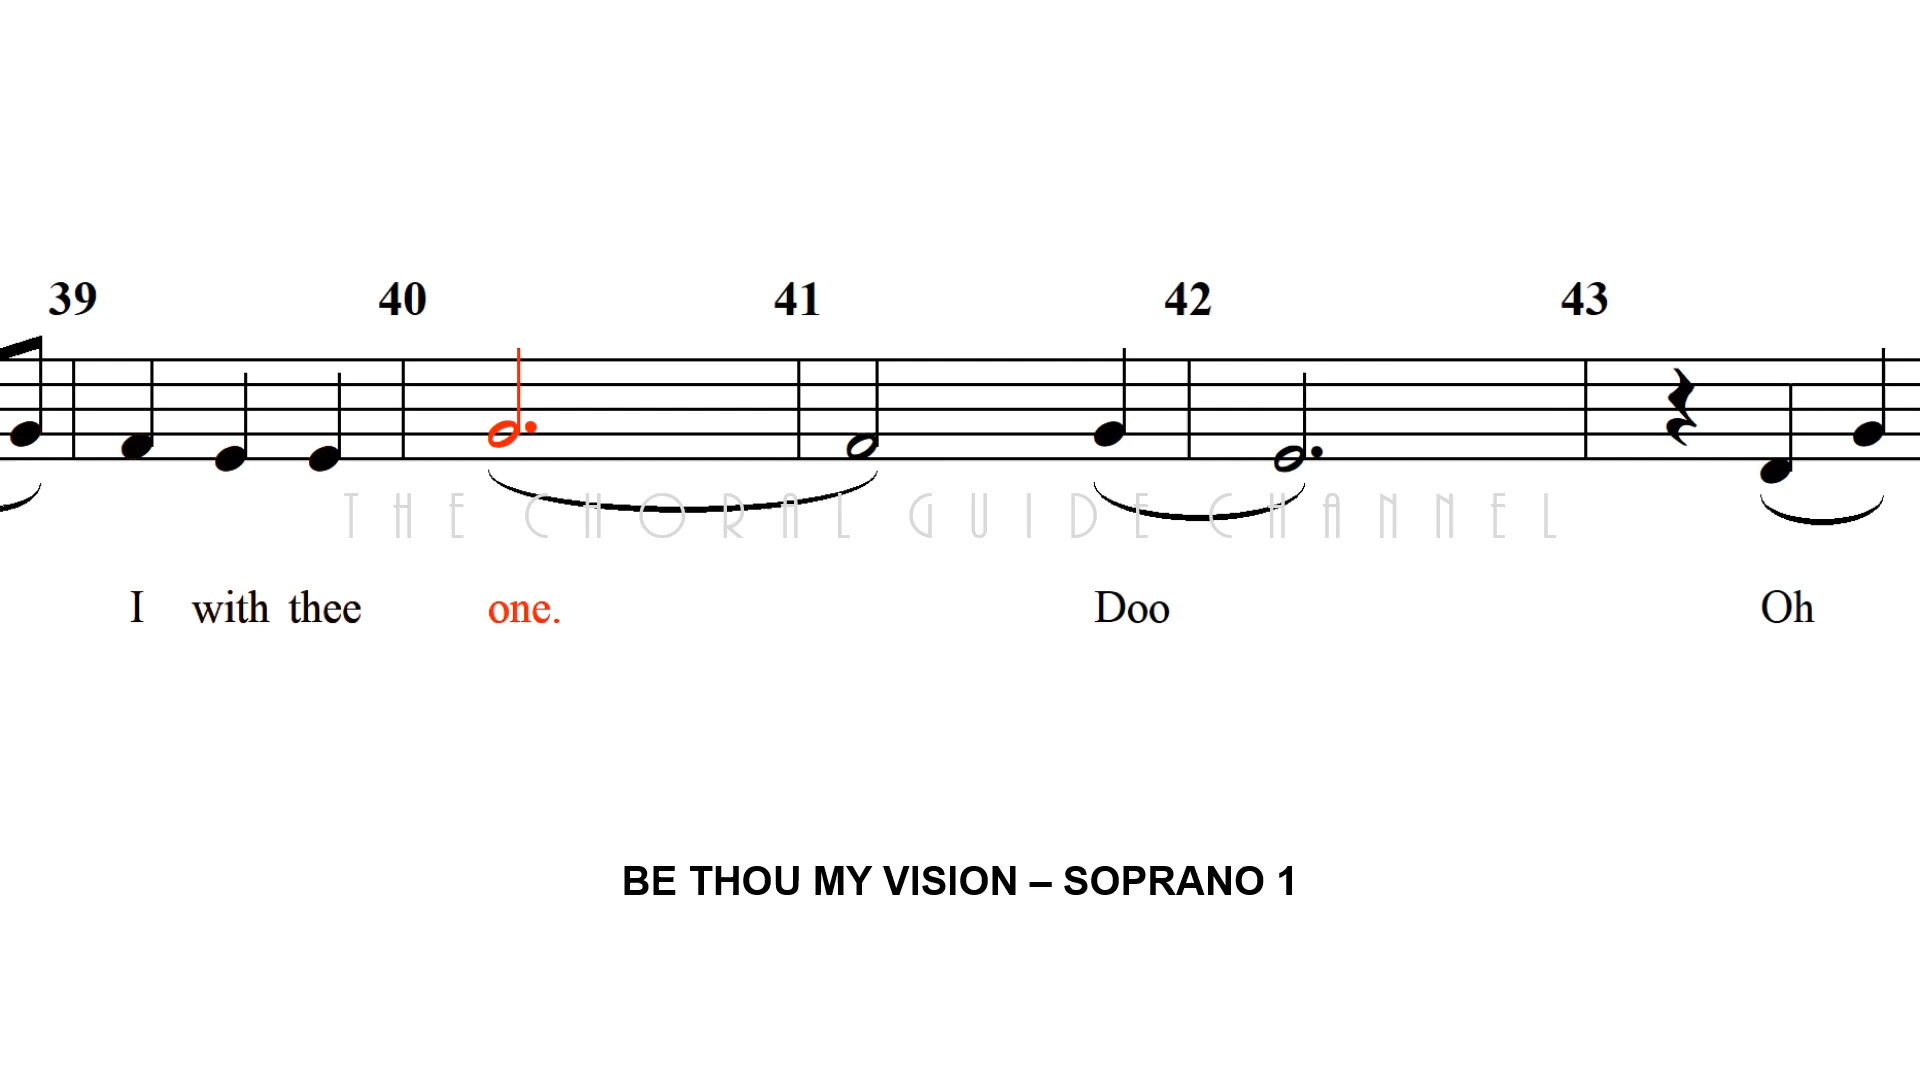 39 40 41 42 43
THE CHORAL GUIDE CHANNEL
I with thee one. Doo Oh
BE THOU MY VISION – SOPRANO 1